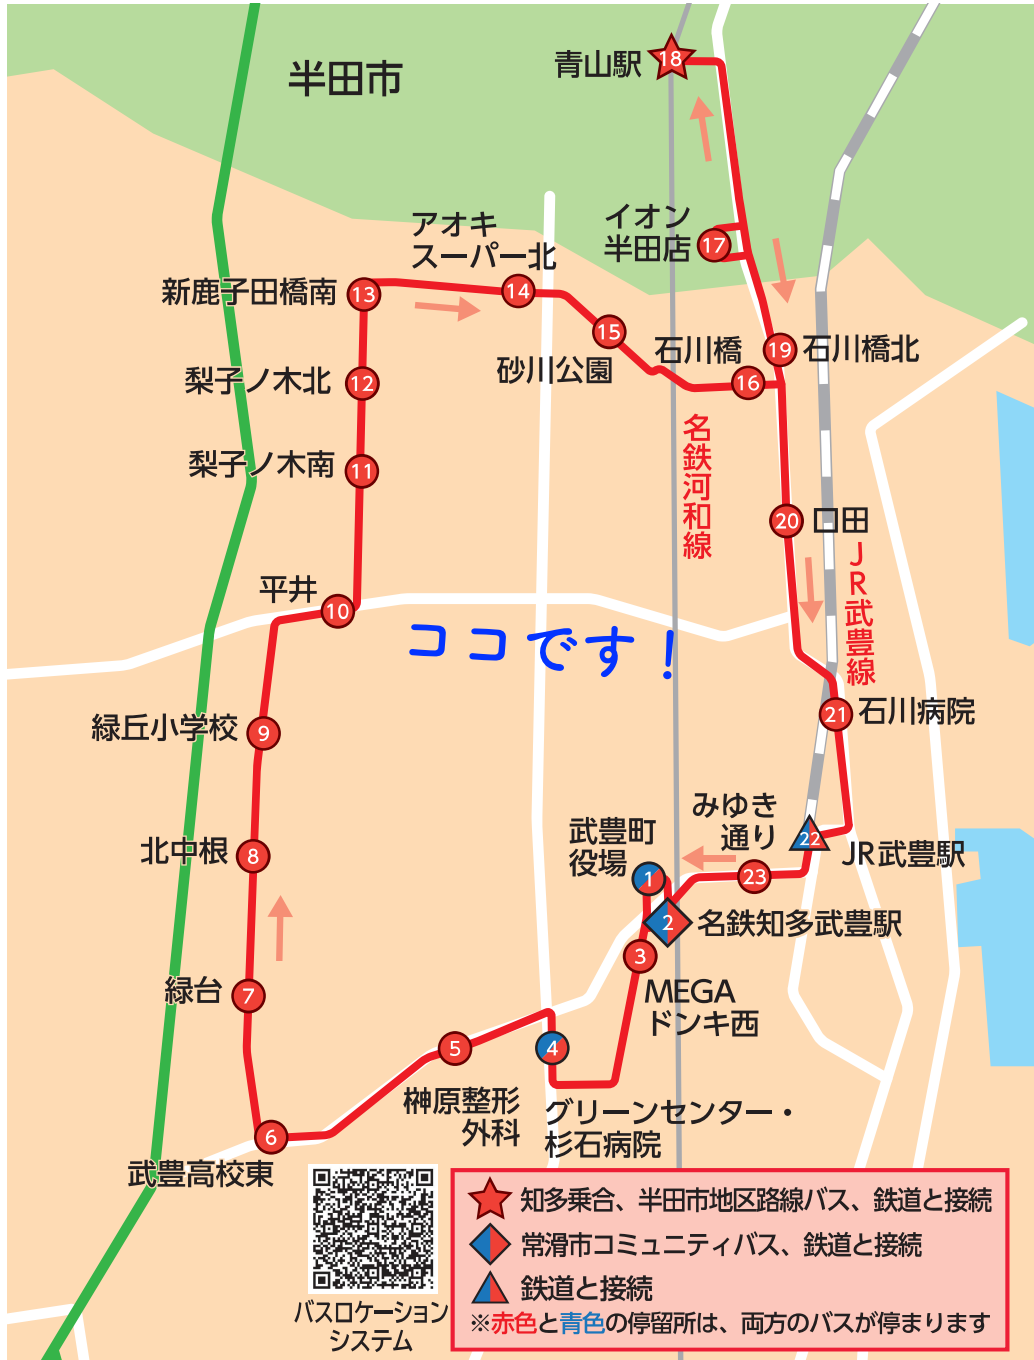 半田市
青山駅
18
イオン
半田店
17
アオキ
スーパー北
14
新鹿子田橋南
13
15
砂川公園
石川橋
16
19
石川橋北
梨子ノ木北
12
梨子ノ木南
11
名鉄河和線
20
口田
JR武豊線
平井
10
ココです!
21
石川病院
緑丘小学校
9
みゆき
通り
22
JR武豊駅
武豊町
役場
1
23
北中根
8
2
名鉄知多武豊駅
3
MEGA
ドンキ西
緑台
7
5
榊原整形
外科
4
グリーンセンター・
杉石病院
6
武豊高校東
バスロケーション
システム
知多乗合、半田市地区路線バス、鉄道と接続
常滑市コミュニティバス、鉄道と接続
鉄道と接続
※赤色と青色の停留所は、両方のバスが停まります